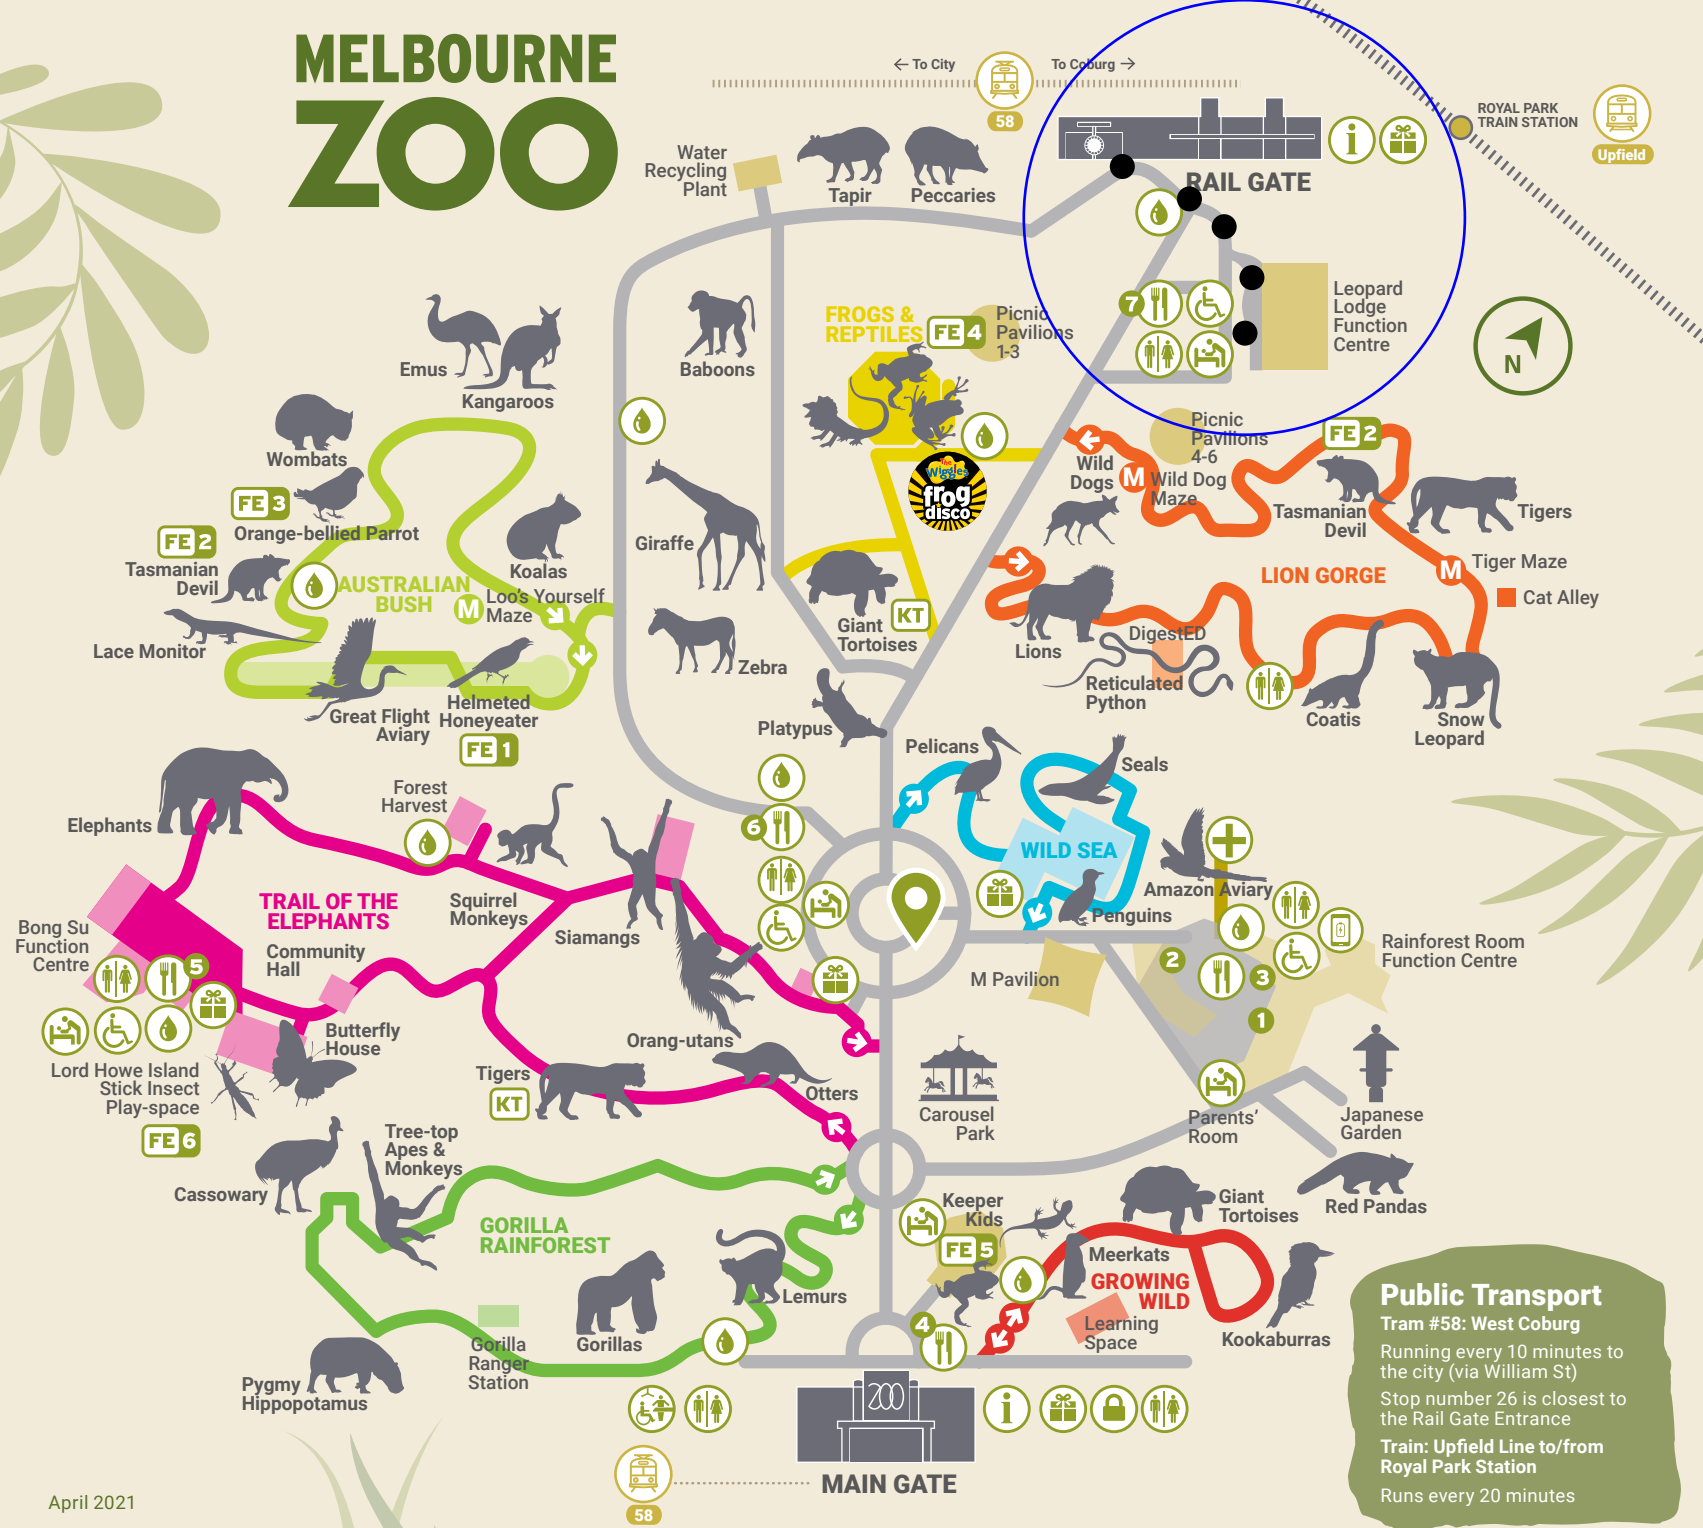 MELBOURNE
ZOO
← To City
To Coburg →
58
ROYAL PARK
TRAIN STATION
Upfield
RAIL GATE
Water
Recycling
Plant
Tapir
Peccaries
7
Leopard
Lodge
Function
Centre
N
Emus
Kangaroos
Baboons
FROGS &
REPTILES
FE 4
Picnic
Pavilions
1-3
Picnic
Pavilions
4-6
FE 2
Wombats
FE 3
Orange-bellied Parrot
FE 2
Tasmanian
Devil
AUSTRALIAN
BUSH
Koalas
M
Loo's Yourself
Maze
Lace Monitor
Great Flight
Aviary
Helmeted
Honeyeater
FE 1
Giraffe
Zebra
The
Wiggles
frog
disco
Giant
Tortoises
KT
Platypus
Wild
Dogs
M
Wild Dog
Maze
Tasmanian
Devil
Tigers
M
Tiger Maze
LION GORGE
Cat Alley
Lions
DigestED
Reticulated
Python
Coatis
Snow
Leopard
Pelicans
Seals
WILD SEA
Penguins
Amazon Aviary
Elephants
Forest
Harvest
TRAIL OF THE
ELEPHANTS
Squirrel
Monkeys
Siamangs
6
Bong Su
Function
Centre
5
Community
Hall
Butterfly
House
Lord Howe Island
Stick Insect
Play-space
FE 6
Orang-utans
Tigers
KT
Otters
M Pavilion
2
3
1
Rainforest Room
Function Centre
Carousel
Park
Parents'
Room
Japanese
Garden
Red Pandas
Cassowary
Tree-top
Apes &
Monkeys
GORILLA
RAINFOREST
Lemurs
Gorillas
Gorilla
Ranger
Station
Pygmy
Hippopotamus
Keeper
Kids
FE 5
Meerkats
Giant
Tortoises
GROWING
WILD
Learning
Space
Kookaburras
4
ZOO
MAIN GATE
58
Public Transport
Tram #58: West Coburg
Running every 10 minutes to
the city (via William St)
Stop number 26 is closest to
the Rail Gate Entrance
Train: Upfield Line to/from
Royal Park Station
Runs every 20 minutes
April 2021